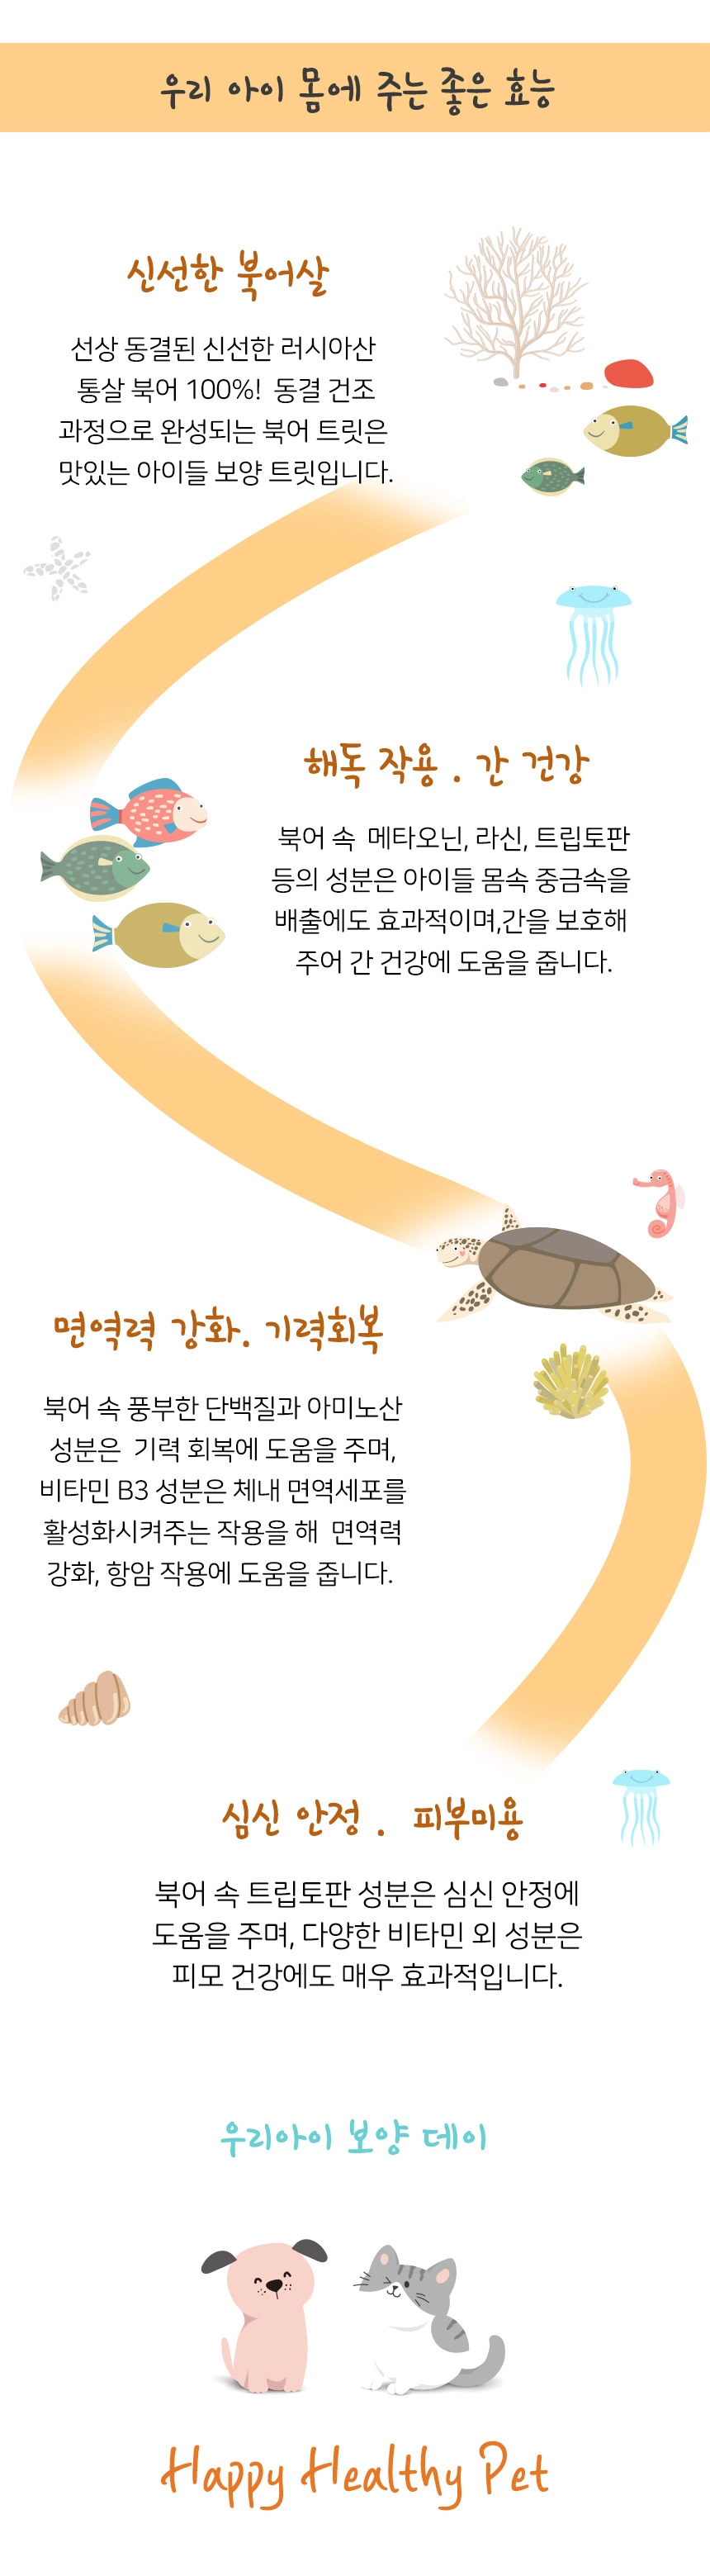 우리 아이 몸에 주는 좋은 효능
신선한 북어살
선상 동결된 신선한 러시아산
통살 북어 100%! 동결 건조
과정으로 완성되는 북어 트릿은
맛있는 아이들 보양 트릿입니다.
해독 작용 . 간 건강
북어 속 메타오닌, 라신, 트립토판
등의 성분은 아이들 몸속 중금속을
배출에도 효과적이며,간을 보호해
주어 간 건강에 도움을 줍니다.
면역력 강화. 기력회복
북어 속 풍부한 단백질과 아미노산
성분은 기력 회복에 도움을 주며,
비타민 B3 성분은 체내 면역세포를
활성화시켜주는 작용을 해 면역력
강화, 항암 작용에 도움을 줍니다.
심신 안정 . 피부미용
북어 속 트립토판 성분은 심신 안정에
도움을 주며, 다양한 비타민 외 성분은
피모 건강에도 매우 효과적입니다.
우리아이 보양 데이
Happy Healthy Pet